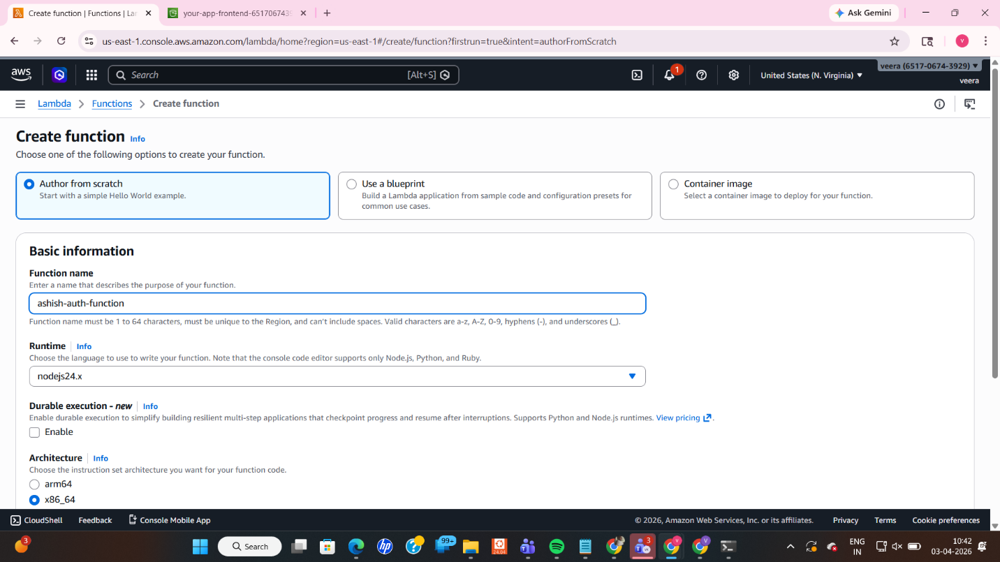 Create function | Functions | La
your-app-frontend-6517067439
Ask Gemini
us-east-1.console.aws.amazon.com/lambda/home?region=us-east-1#/create/function?firstrun=true&intent=authorFromScratch
V
aws
Search
[Alt+S]
1
United States (N. Virginia)
veera (6517-0674-3929)
veera
Lambda > Functions > Create function
Create function Info
Choose one of the following options to create your function.
Author from scratch
Start with a simple Hello World example.
Use a blueprint
Build a Lambda application from sample code and configuration presets for
common use cases.
Container image
Select a container image to deploy for your function.
Basic information
Function name
Enter a name that describes the purpose of your function.
ashish-auth-function
Function name must be 1 to 64 characters, must be unique to the Region, and can't include spaces. Valid characters are a-z, A-Z, 0-9, hyphens (-), and underscores (_).
Runtime Info
Choose the language to use to write your function. Note that the console code editor supports only Node.js, Python, and Ruby.
nodejs24.x
Durable execution - new Info
Enable durable execution to simplify building resilient multi-step applications that checkpoint progress and resume after interruptions. Supports Python and Node.js runtimes. View pricing .
Enable
Architecture Info
Choose the instruction set architecture you want for your function code.
arm64
x86_64
CloudShell Feedback Console Mobile App
© 2026, Amazon Web Services, Inc. or its affiliates. Privacy Terms Cookie preferences
3
Search
hp
99+
24.04
3
V
V
ENG
IN
10:42
03-04-2026